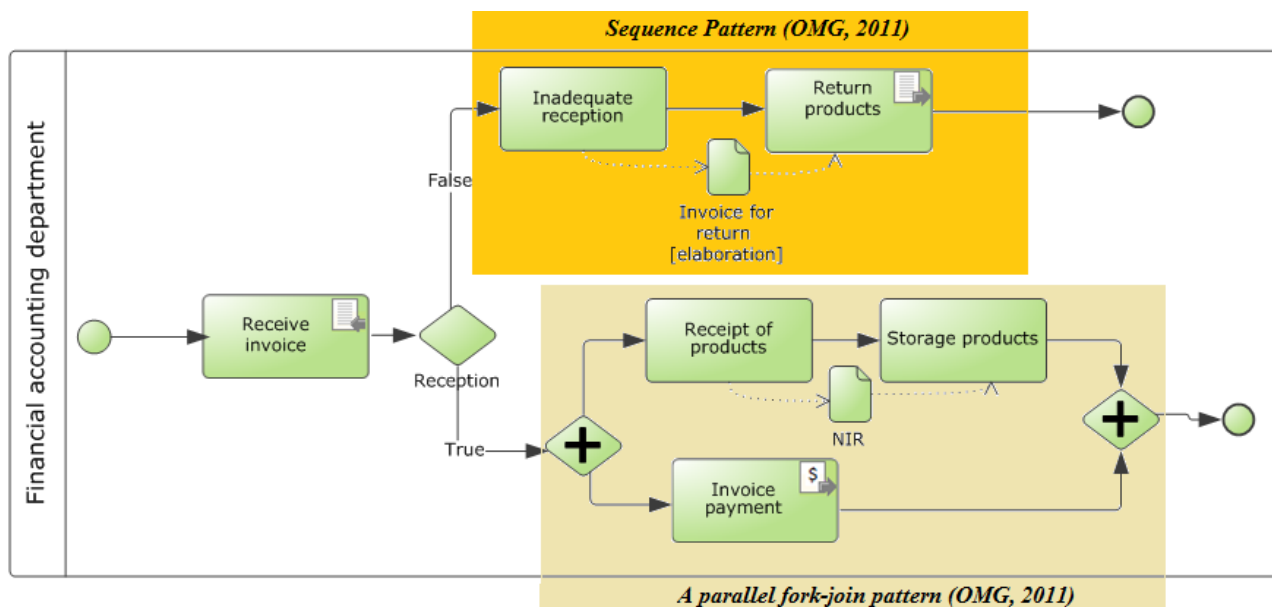 Sequence Pattern (OMG, 2011)
Financial accounting department
Inadequate
reception
Return
products
False
Invoice for
return
[elaboration]
Receive
invoice
Reception
Receipt of
products
Storage products
NIR
True
$
Invoice
payment
A parallel fork-join pattern (OMG, 2011)